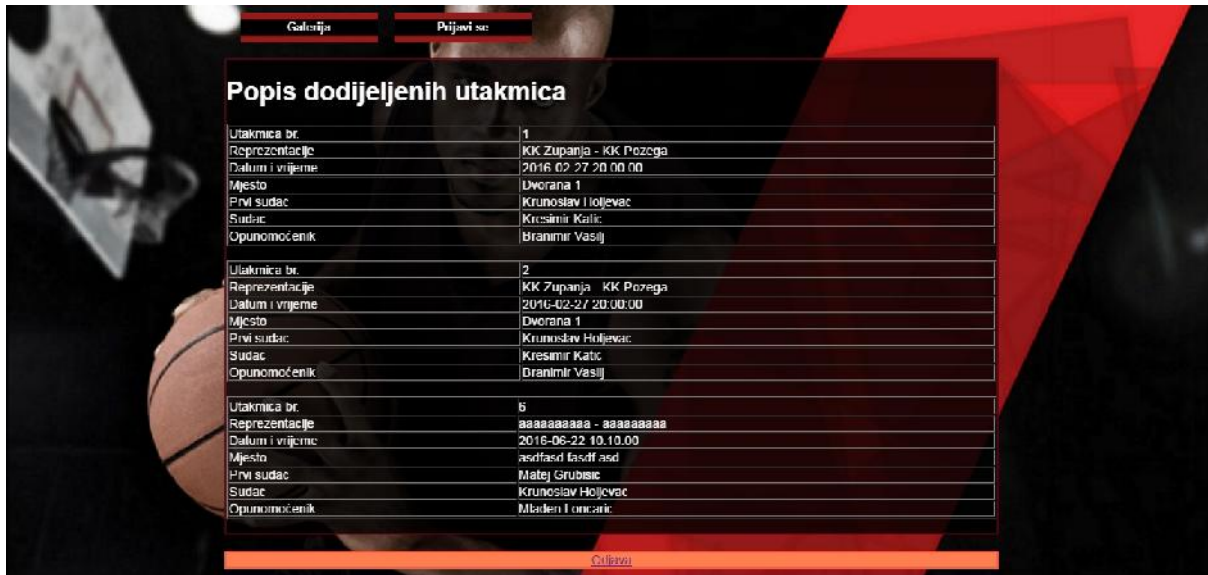 Galerija Prijavi se
Popis dodijeljenih utakmica
Utakmica br. 1
Reprezentacije KK Zupanja - KK Pozega
Datum i vrijeme 2016-02-27 20:00:00
Mjesto Dvorana 1
Prvi sudac Krunoslav Holjevac
Sudac Kresimir Katic
Opunomoćenik Branimir Vasilj
Utakmica br. 2
Reprezentacije KK Zupanja - KK Pozega
Datum i vrijeme 2016-02-27 20:00:00
Mjesto Dvorana 1
Prvi sudac Krunoslav Holjevac
Sudac Kresimir Katic
Opunomoćenik Branimir Vasilj
Utakmica br. 6
Reprezentacije aaaaaaaaaa - aaaaaaaaa
Datum i vrijeme 2016-06-22 10:10:00
Mjesto asdfasd fasdf asd
Prvi sudac Matej Grubisic
Sudac Krunoslav Holjevac
Opunomoćenik Mladen Loncaric
Odjava